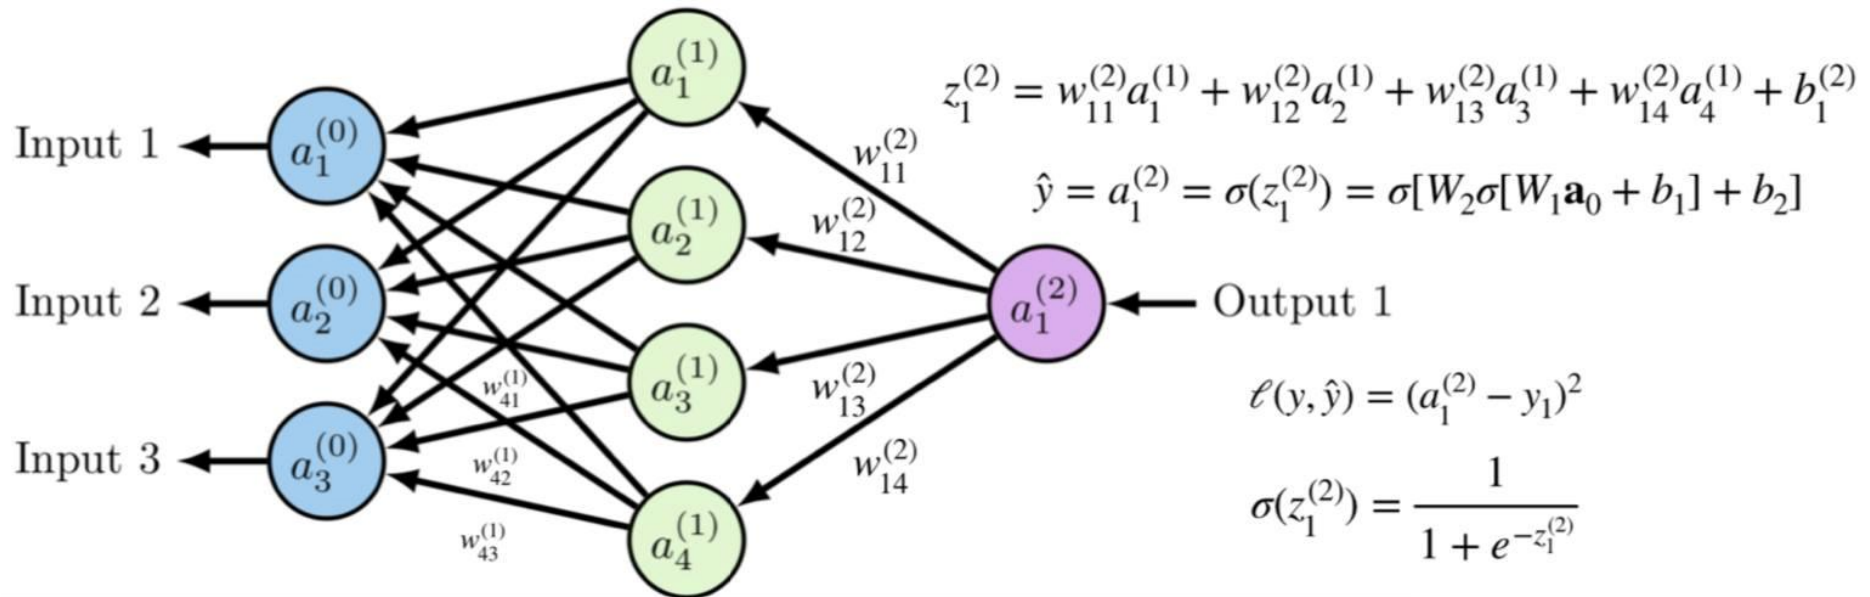 Input 1
Input 2
Input 3
a_1^{(0)}
a_2^{(0)}
a_3^{(0)}
w_{41}^{(1)}
w_{42}^{(1)}
w_{43}^{(1)}
a_1^{(1)}
a_2^{(1)}
a_3^{(1)}
a_4^{(1)}
w_{11}^{(2)}
w_{12}^{(2)}
w_{13}^{(2)}
w_{14}^{(2)}
a_1^{(2)}
Output 1
z_1^{(2)} = w_{11}^{(2)}a_1^{(1)} + w_{12}^{(2)}a_2^{(1)} + w_{13}^{(2)}a_3^{(1)} + w_{14}^{(2)}a_4^{(1)} + b_1^{(2)}
ŷ = a_1^{(2)} = σ(z_1^{(2)}) = σ[W_2σ[W_1𝐚_0 + b_1] + b_2]
ℓ(y, ŷ) = (a_1^{(2)} − y_1)^2
σ(z_1^{(2)}) = \frac{1}{1 + e^{−z_1^{(2)}}}